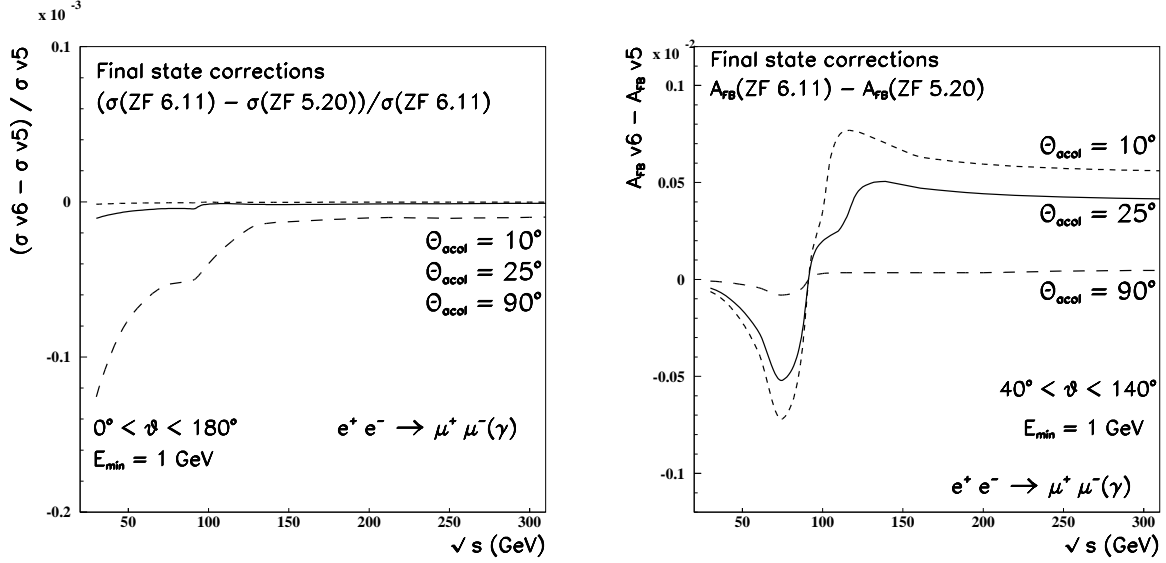 x 10 -3
(σ v6 − σ v5) / σ v5
0.1
0
-0.1
-0.2
Final state corrections
(σ(ZF 6.11) − σ(ZF 5.20))/σ(ZF 6.11)
Θacol = 10°
Θacol = 25°
Θacol = 90°
0° < ϑ < 180°
e+ e− → μ+ μ−(γ)
Emin = 1 GeV
50 100 150 200 250 300
√ s (GeV)
x 10 -2
AFB v6 − AFB v5
0.1
0.05
0
-0.05
-0.1
Final state corrections
AFB(ZF 6.11) − AFB(ZF 5.20)
Θacol = 10°
Θacol = 25°
Θacol = 90°
40° < ϑ < 140°
Emin = 1 GeV
e+ e− → μ+ μ−(γ)
50 100 150 200 250 300
√ s (GeV)